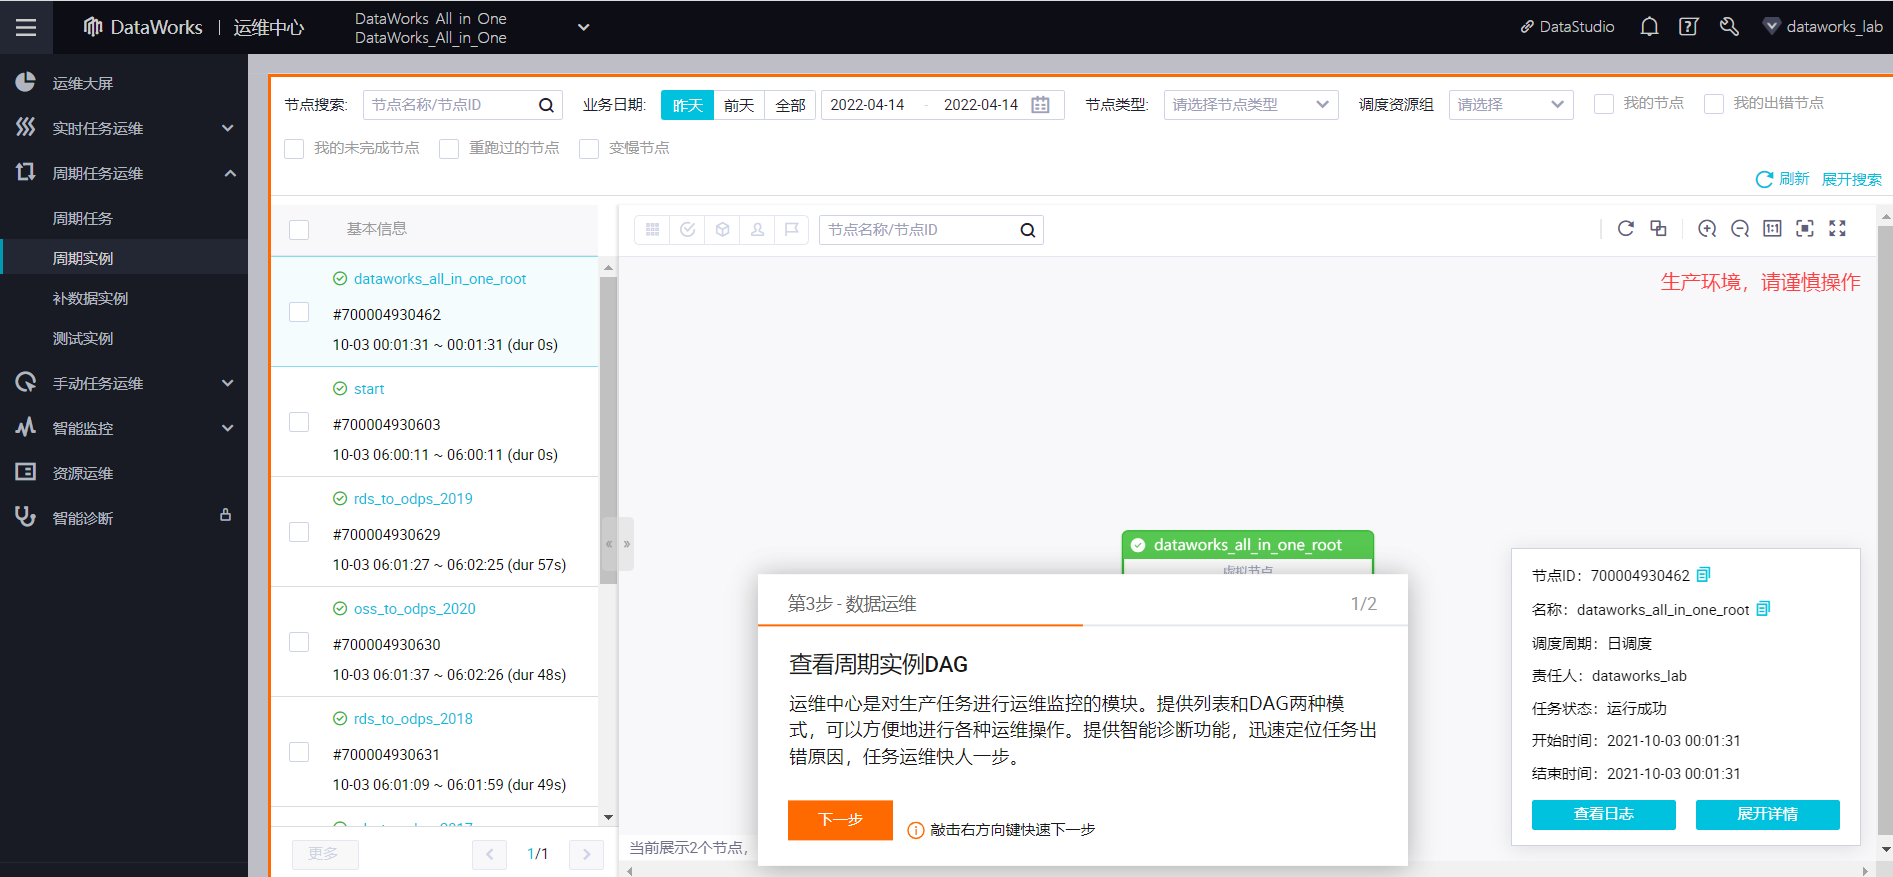 DataWorks | 运维中心
DataWorks All in One
DataWorks_All_in_One
DataStudio
dataworks_lab
运维大屏
实时任务运维
周期任务运维
周期任务
周期实例
补数据实例
测试实例
手动任务运维
智能监控
资源运维
智能诊断
节点搜索: 节点名称/节点ID 业务日期: 昨天 前天 全部 2022-04-14 - 2022-04-14 节点类型: 请选择节点类型 调度资源组 请选择 我的节点 我的出错节点
我的未完成节点 重跑过的节点 变慢节点
刷新 展开搜索
基本信息
dataworks_all_in_one_root
#700004930462
10-03 00:01:31 ~ 00:01:31 (dur 0s)
start
#700004930603
10-03 06:00:11 ~ 06:00:11 (dur 0s)
rds_to_odps_2019
#700004930629
10-03 06:01:27 ~ 06:02:25 (dur 57s)
oss_to_odps_2020
#700004930630
10-03 06:01:37 ~ 06:02:26 (dur 48s)
rds_to_odps_2018
#700004930631
10-03 06:01:09 ~ 06:01:59 (dur 49s)
更多 1/1
节点名称/节点ID
1:1
生产环境，请谨慎操作
dataworks_all_in_one_root
虚拟节点
当前展示2个节点，
第3步 - 数据运维 1/2
查看周期实例DAG
运维中心是对生产任务进行运维监控的模块。提供列表和DAG两种模
式，可以方便地进行各种运维操作。提供智能诊断功能，迅速定位任务出
错原因，任务运维快人一步。
下一步 敲击右方向键快速下一步
节点ID：700004930462
名称：dataworks_all_in_one_root
调度周期：日调度
责任人：dataworks_lab
任务状态：运行成功
开始时间：2021-10-03 00:01:31
结束时间：2021-10-03 00:01:31
查看日志 展开详情